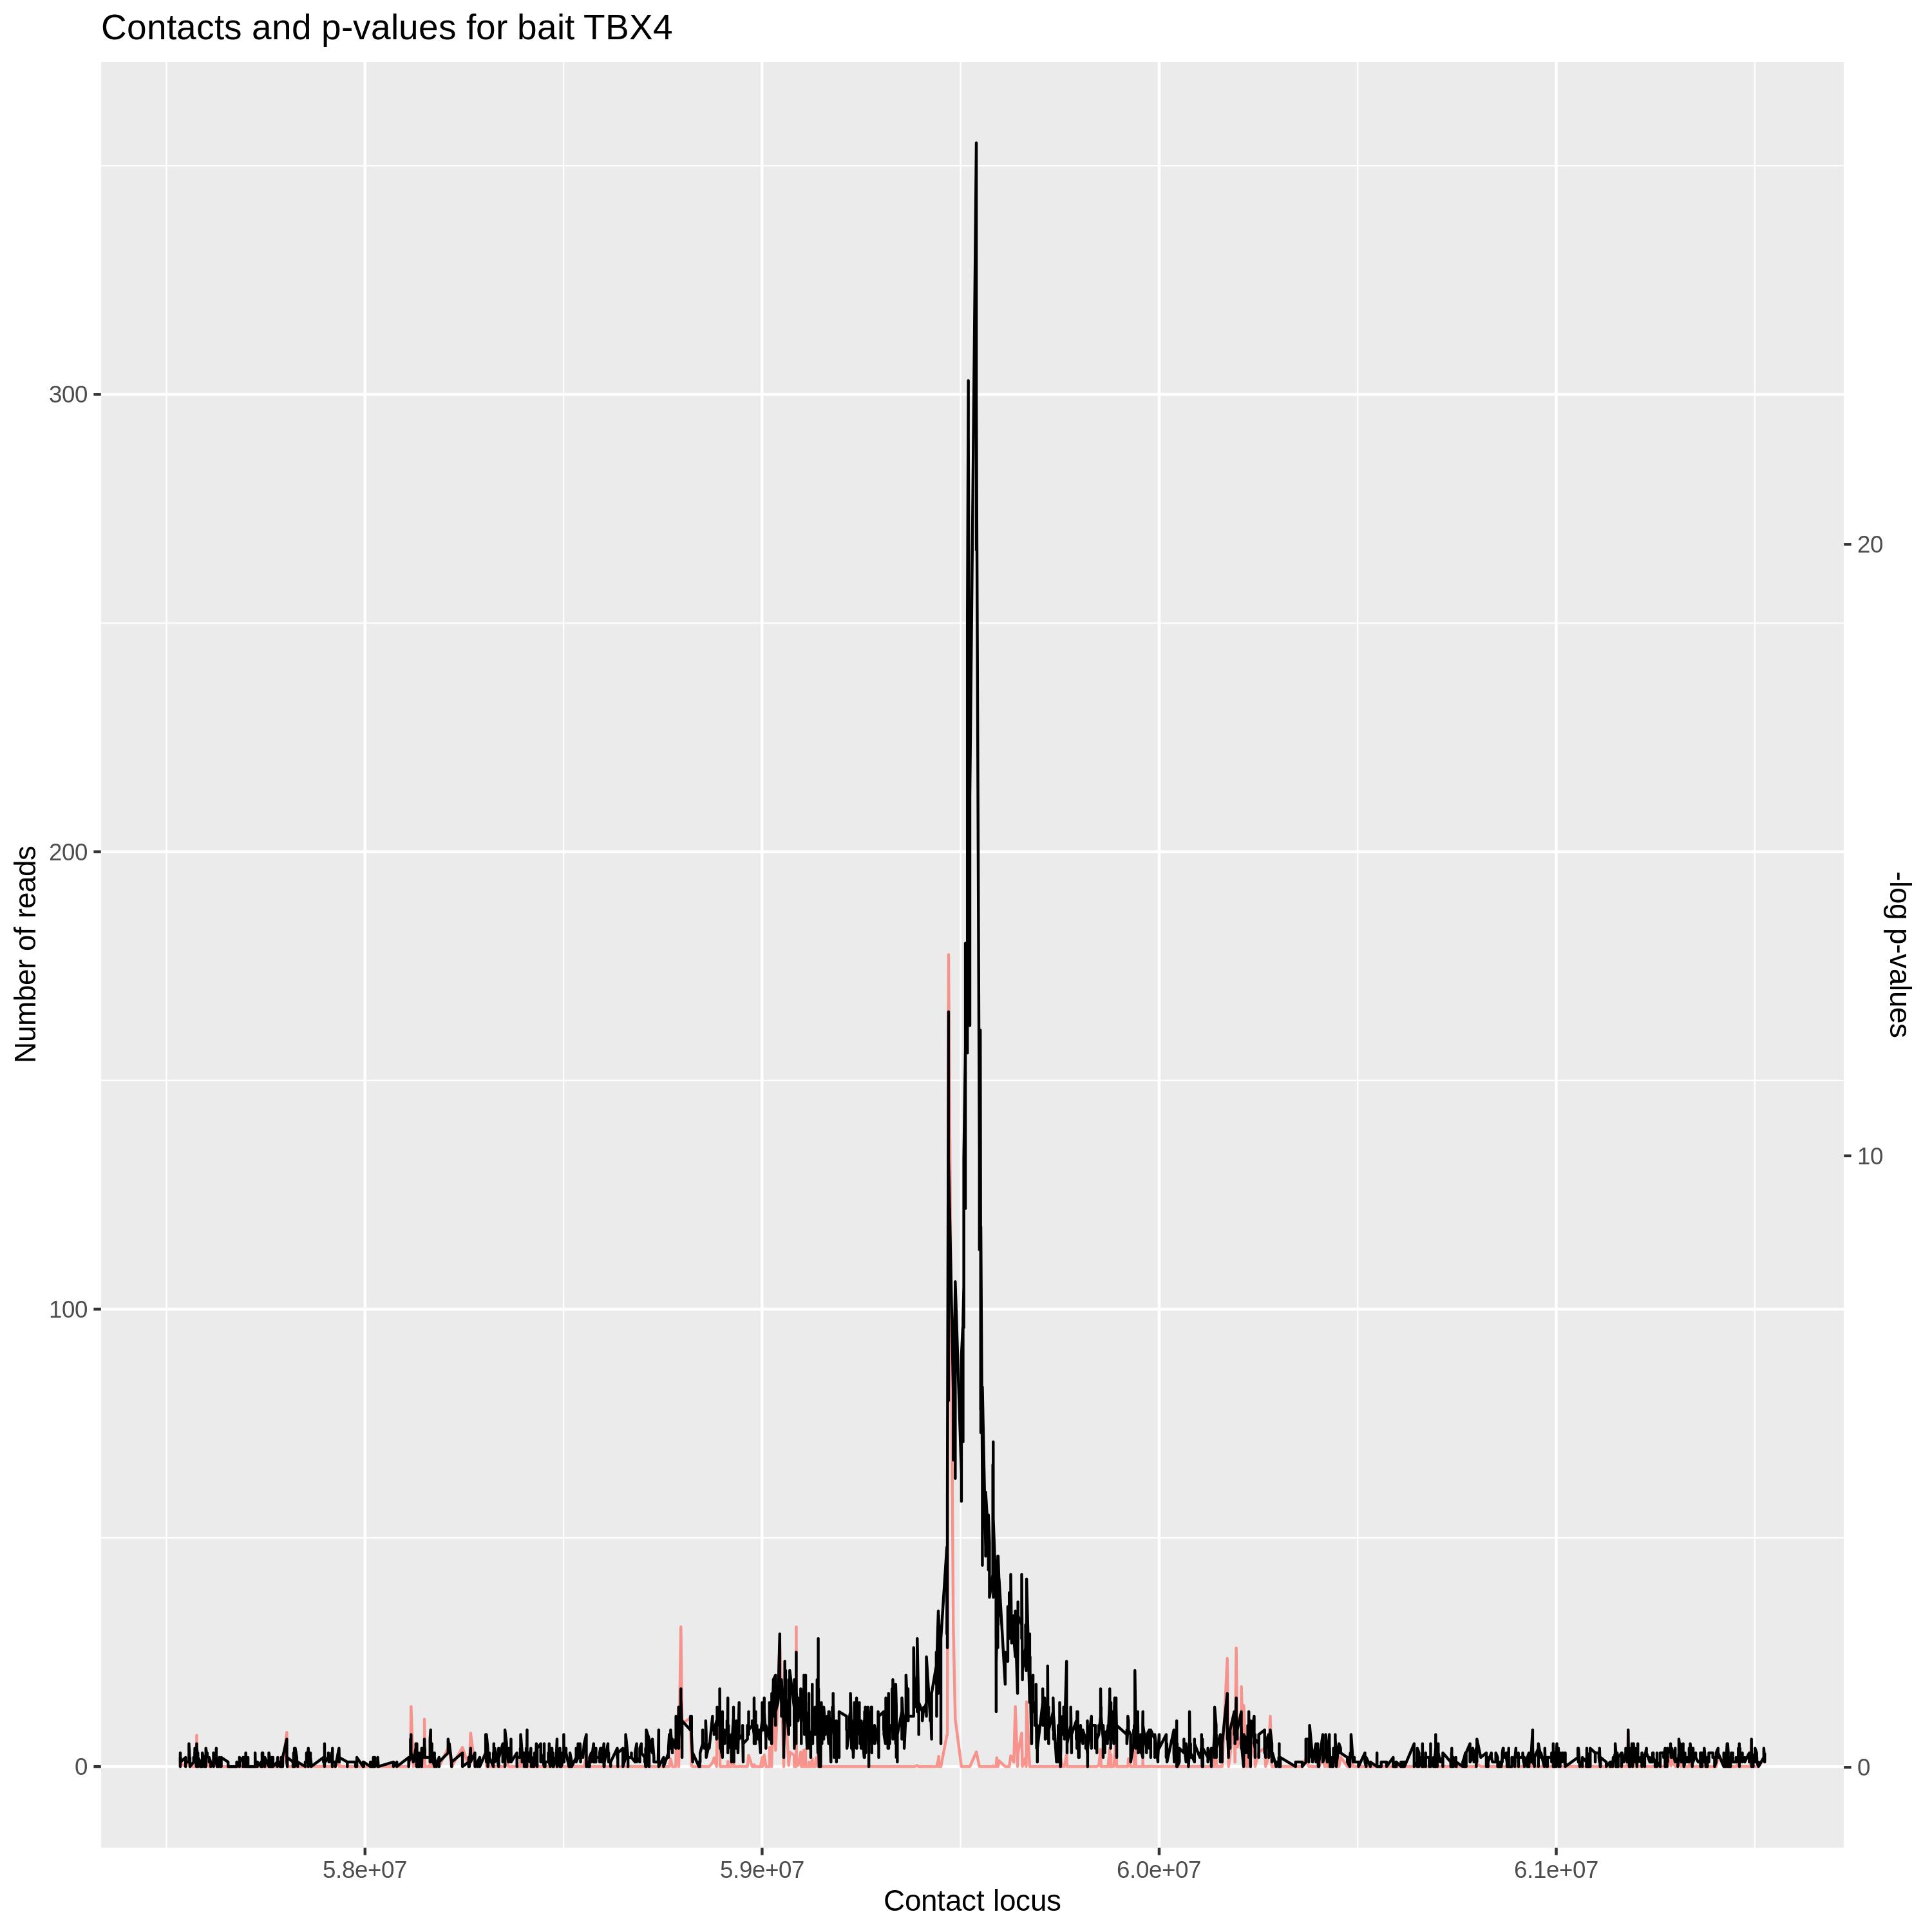 Contacts and p-values for bait TBX4
300
200
100
0
Number of reads
20
10
0
-log p-values
5.8e+07
5.9e+07
6.0e+07
6.1e+07
Contact locus